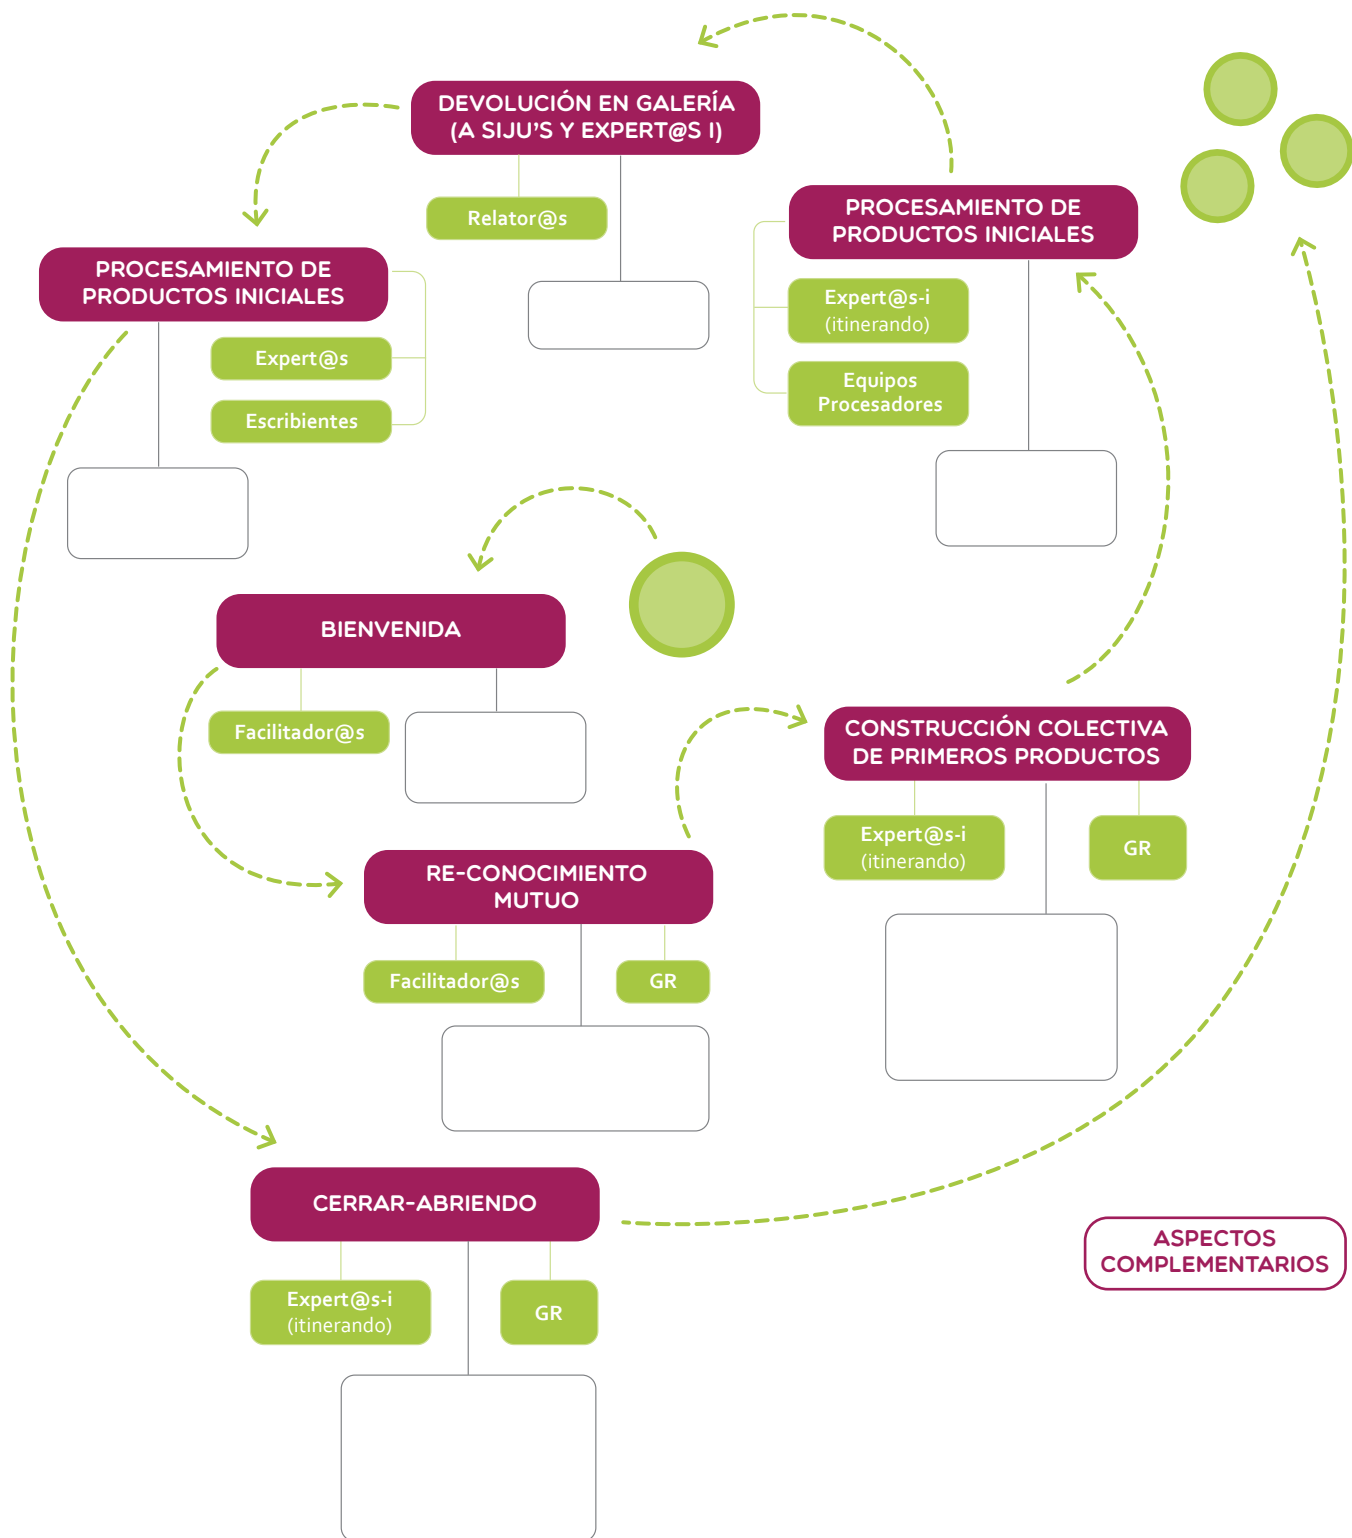 DEVOLUCIÓN EN GALERÍA
(A SIJU'S Y EXPERT@S I)
Relator@s
PROCESAMIENTO DE
PRODUCTOS INICIALES
Expert@s-i
(itinerando)
Equipos
Procesadores
PROCESAMIENTO DE
PRODUCTOS INICIALES
Expert@s
Escribientes
BIENVENIDA
Facilitador@s
CONSTRUCCIÓN COLECTIVA
DE PRIMEROS PRODUCTOS
Expert@s-i
(itinerando)
GR
RE-CONOCIMIENTO
MUTUO
Facilitador@s
GR
CERRAR-ABRIENDO
Expert@s-i
(itinerando)
GR
ASPECTOS
COMPLEMENTARIOS